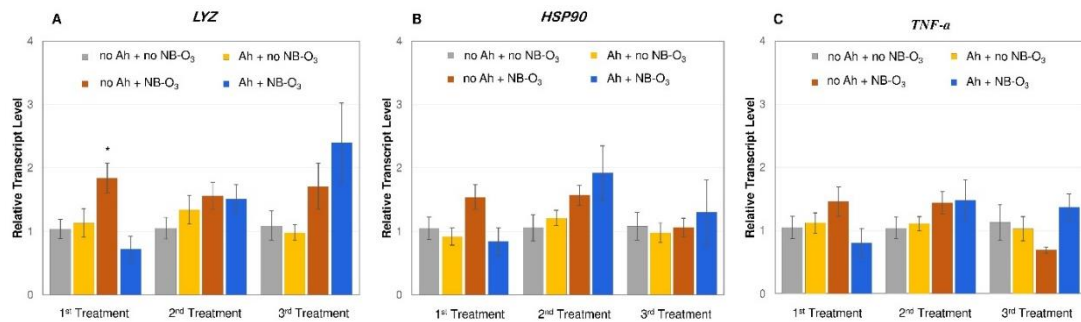 A LYZ
Relative Transcript Level
4
3
2
1
0
no Ah + no NB-O₃
Ah + no NB-O₃
no Ah + NB-O₃
Ah + NB-O₃
*
1st Treatment 2nd Treatment 3rd Treatment
B HSP90
Relative Transcript Level
4
3
2
1
0
no Ah + no NB-O₃
Ah + no NB-O₃
no Ah + NB-O₃
Ah + NB-O₃
1st Treatment 2nd Treatment 3rd Treatment
C TNF-a
Relative Transcript Level
4
3
2
1
0
no Ah + no NB-O₃
Ah + no NB-O₃
no Ah + NB-O₃
Ah + NB-O₃
1st Treatment 2nd Treatment 3rd Treatment